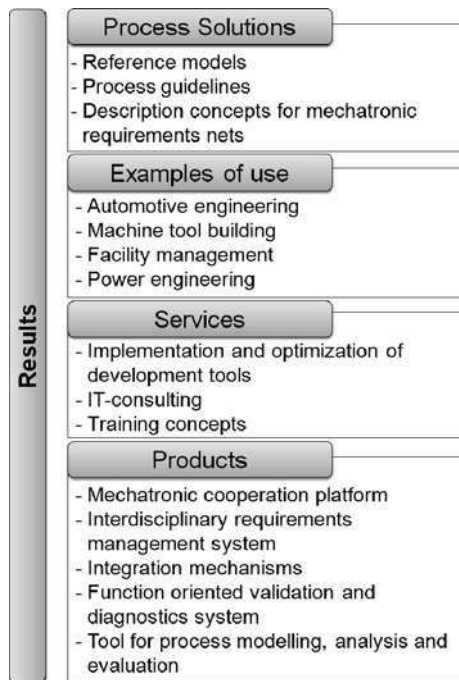 Results
Process Solutions
- Reference models
- Process guidelines
- Description concepts for mechatronic
requirements nets
Examples of use
- Automotive engineering
- Machine tool building
- Facility management
- Power engineering
Services
- Implementation and optimization of
development tools
- IT-consulting
- Training concepts
Products
- Mechatronic cooperation platform
- Interdisciplinary requirements
management system
- Integration mechanisms
- Function oriented validation and
diagnostics system
- Tool for process modelling, analysis and
evaluation